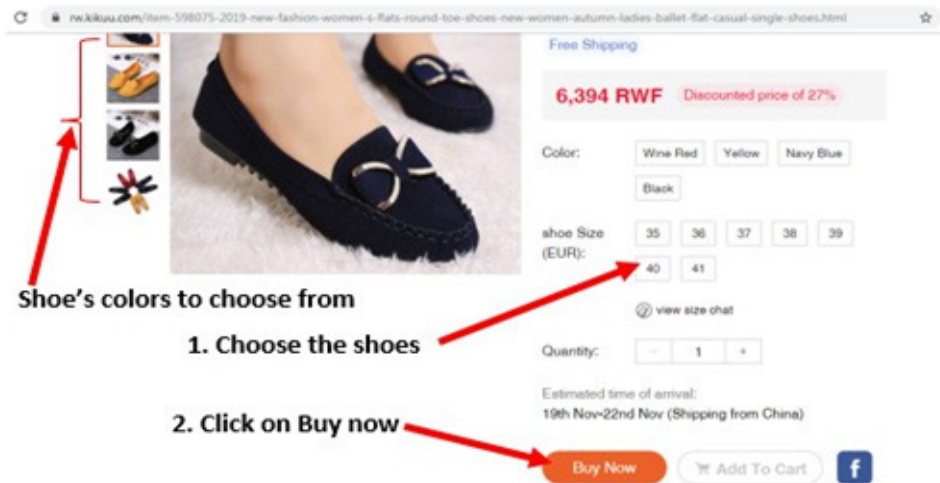 rw.kikuu.com/item-598075-2019-new-fashion-women-s-flats-round-toe-shoes-new-women-autumn-ladies-ballet-flat-casual-single-shoes.html
Free Shipping
6,394 RWF Discounted price of 27%
Color: Wine Red Yellow Navy Blue
Black
shoe Size (EUR): 35 36 37 38 39
40 41
Shoe's colors to choose from
view size chat
1. Choose the shoes
Quantity: − 1 +
Estimated time of arrival:
19th Nov-22nd Nov (Shipping from China)
2. Click on Buy now
Buy Now Add To Cart f